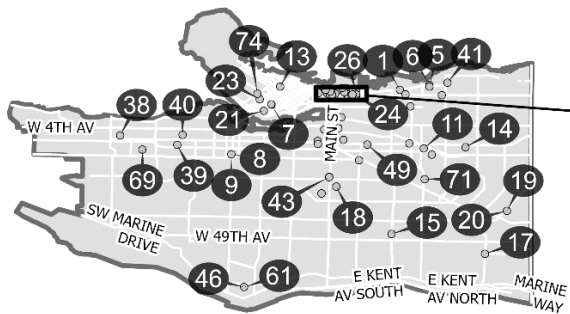 74
13
26
1
6
5
41
23
38
40
21
7
24
W 4TH AV
MAIN ST
11
14
69
39
8
9
49
71
43
18
19
20
SW MARINE
DRIVE
W 49TH AV
15
17
46
61
E KENT
AV SOUTH
E KENT
AV NORTH
MARINE
WAY